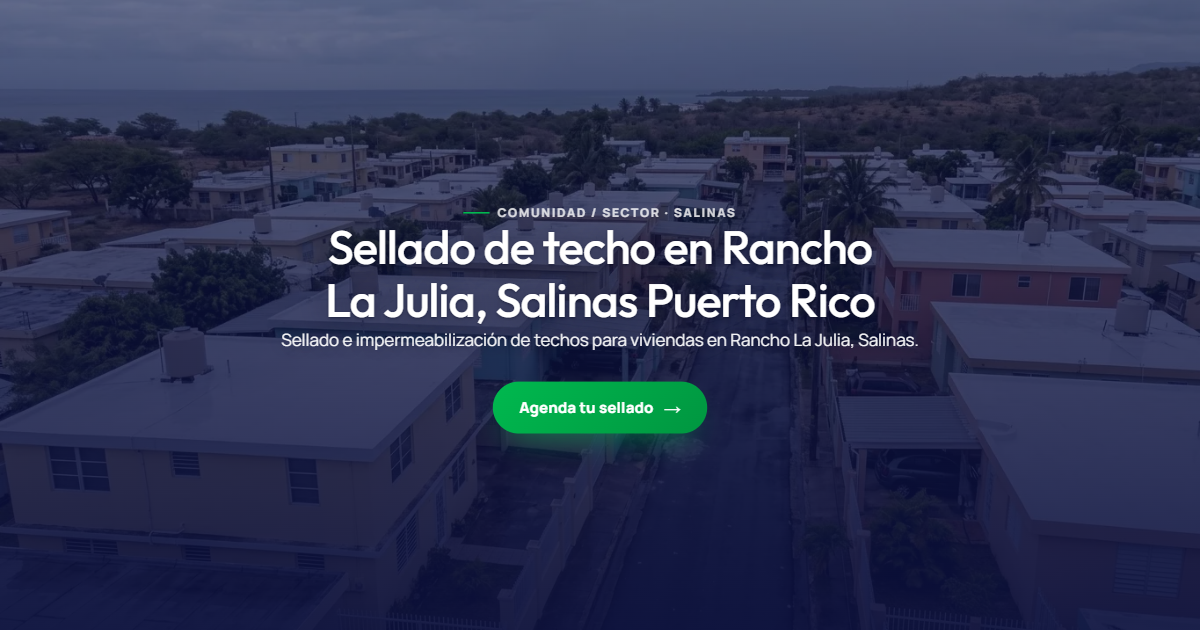 COMUNIDAD / SECTOR · SALINAS
Sellado de techo en Rancho
La Julia, Salinas Puerto Rico
Sellado e impermeabilización de techos para viviendas en Rancho La Julia, Salinas.
Agenda tu sellado →